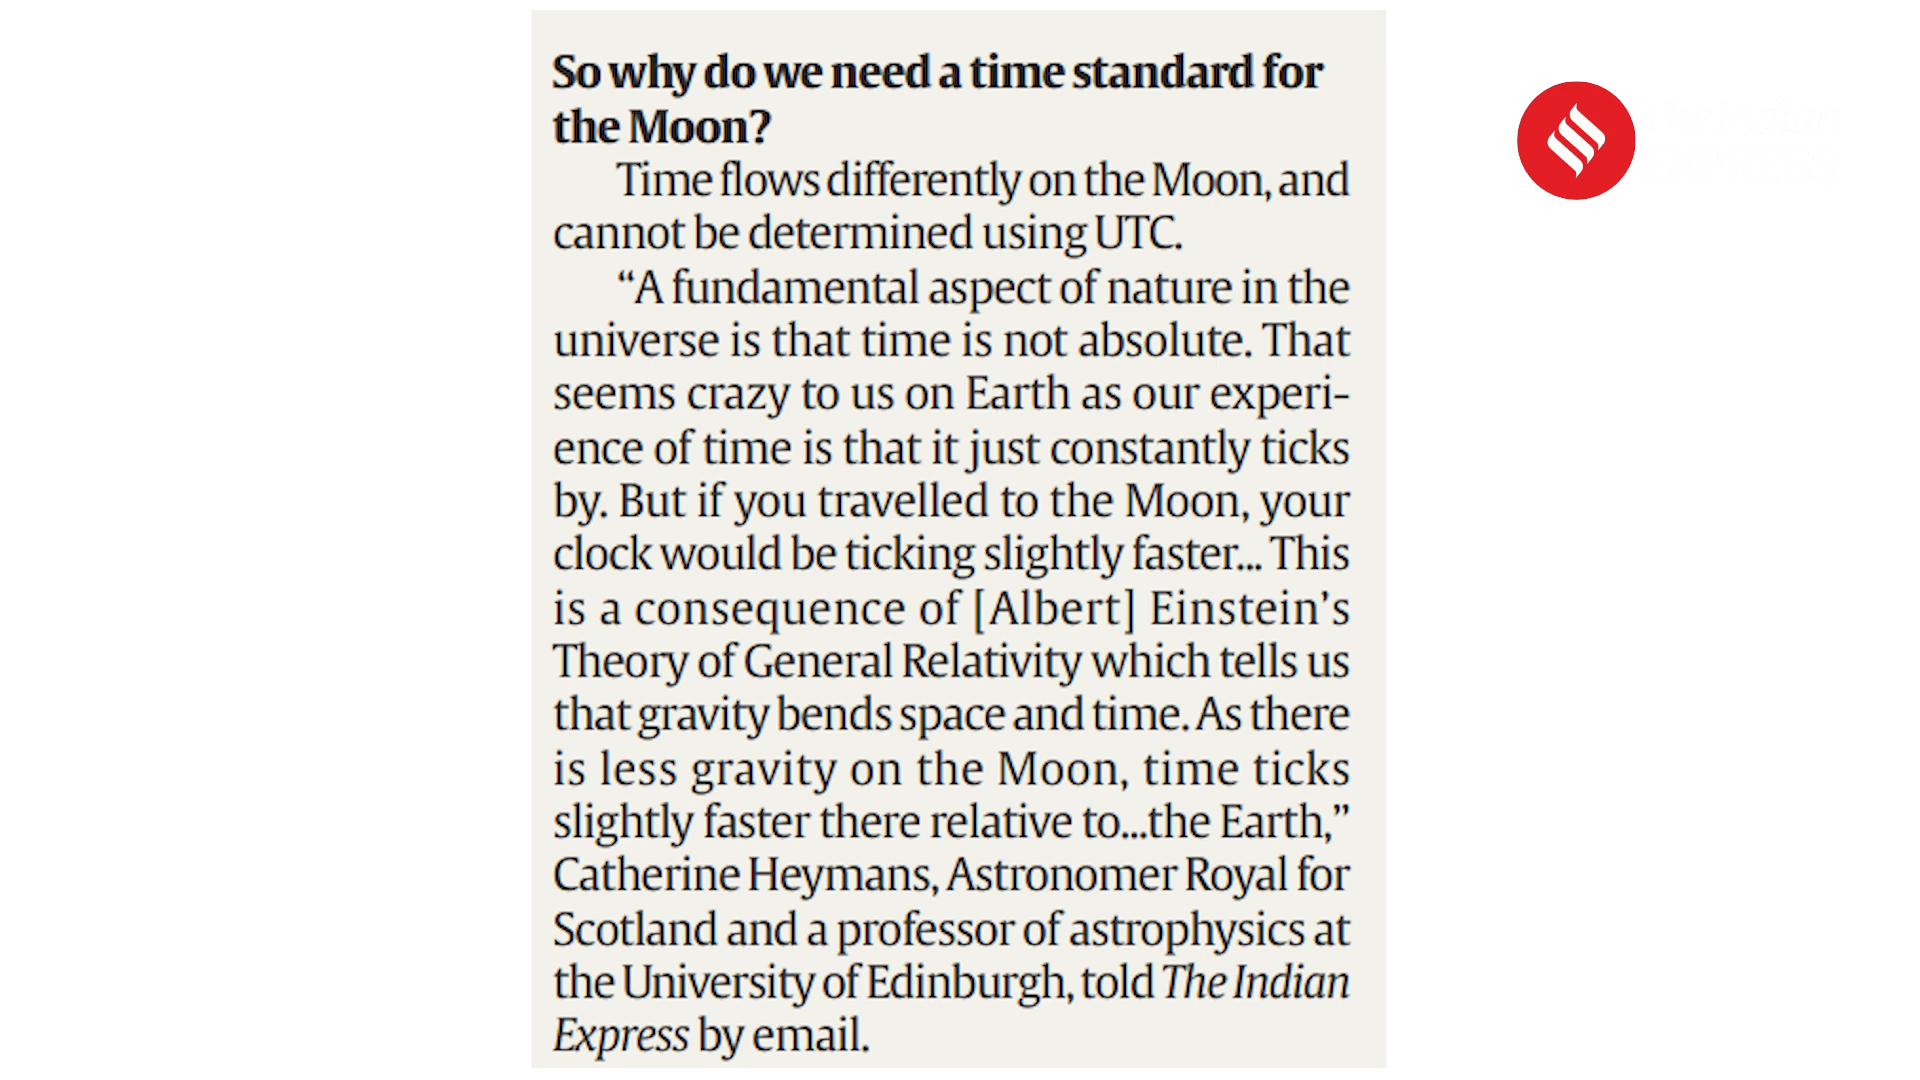 So why do we need a time standard for
the Moon?
Time flows differently on the Moon, and
cannot be determined using UTC.
“A fundamental aspect of nature in the
universe is that time is not absolute. That
seems crazy to us on Earth as our experi-
ence of time is that it just constantly ticks
by. But if you travelled to the Moon, your
clock would be ticking slightly faster... This
is a consequence of [Albert] Einstein’s
Theory of General Relativity which tells us
that gravity bends space and time. As there
is less gravity on the Moon, time ticks
slightly faster there relative to...the Earth,”
Catherine Heymans, Astronomer Royal for
Scotland and a professor of astrophysics at
the University of Edinburgh, told The Indian
Express by email.